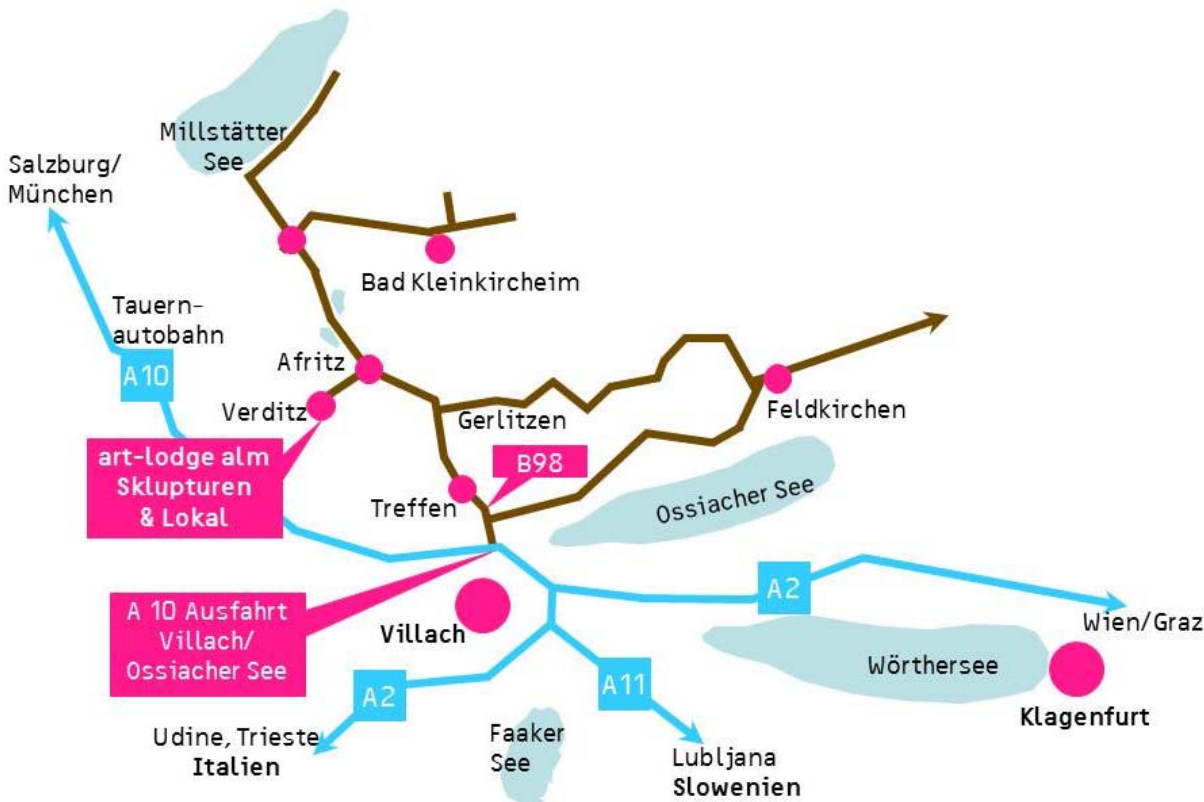 Millstätter
See
Salzburg/
München
Bad Kleinkircheim
Tauern-
autobahn
A10
Afritz
Verditz
Gerlitzen
Feldkirchen
art-lodge alm
Sklupturen
& Lokal
B98
Treffen
Ossiacher See
A 10 Ausfahrt
Villach/
Ossiacher See
Villach
A2
Wien/Graz
Wörthersee
Klagenfurt
A2
A11
Udine, Trieste
Italien
Faaker
See
Lubljana
Slowenien